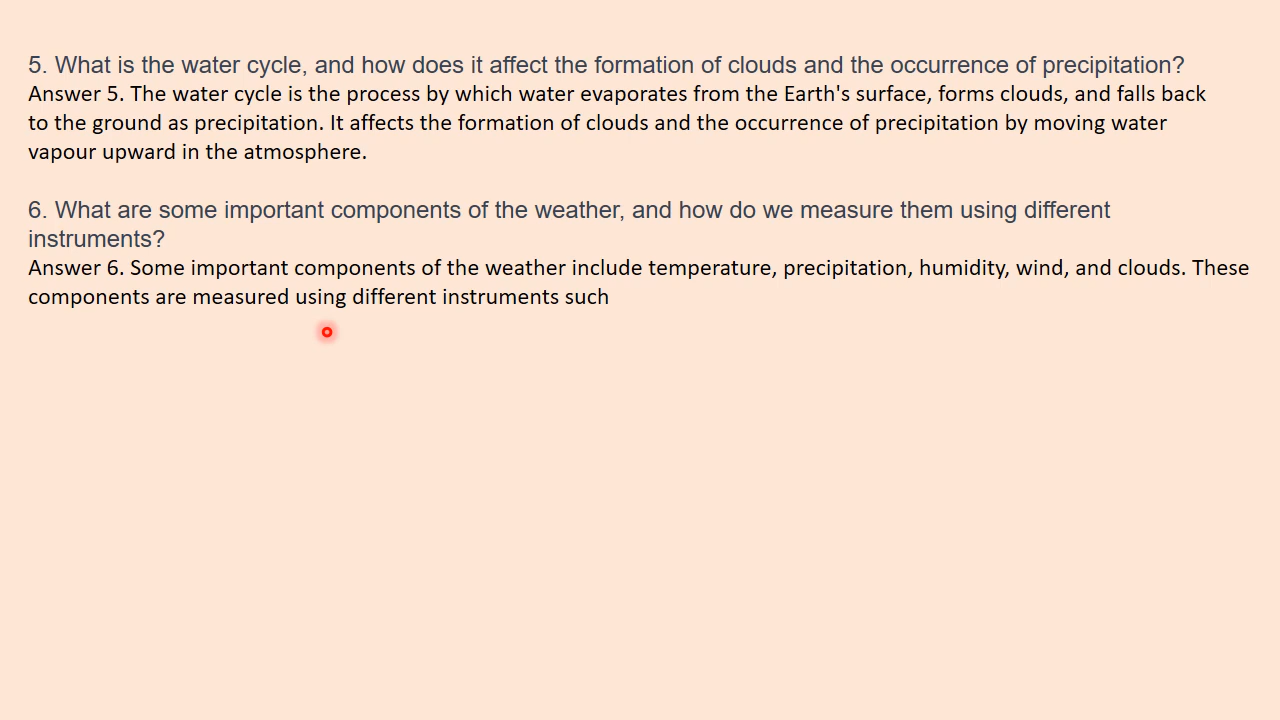 5. What is the water cycle, and how does it affect the formation of clouds and the occurrence of precipitation?
Answer 5. The water cycle is the process by which water evaporates from the Earth's surface, forms clouds, and falls back
to the ground as precipitation. It affects the formation of clouds and the occurrence of precipitation by moving water
vapour upward in the atmosphere.
6. What are some important components of the weather, and how do we measure them using different
instruments?
Answer 6. Some important components of the weather include temperature, precipitation, humidity, wind, and clouds. These
components are measured using different instruments such